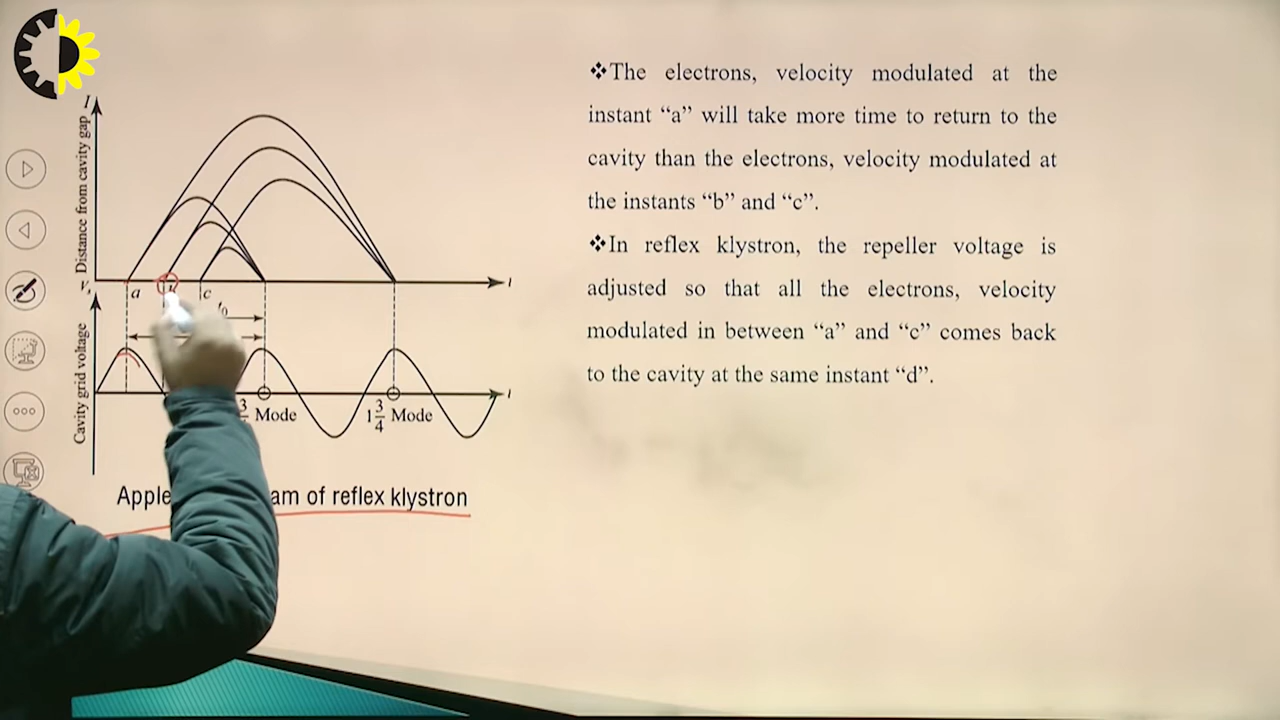 I
Distance from cavity gap
a
c
t
V
Cavity grid voltage
t
Mode
1 3/4 Mode
am of reflex klystron
❖The electrons, velocity modulated at the
instant “a” will take more time to return to the
cavity than the electrons, velocity modulated at
the instants “b” and “c”.
❖In reflex klystron, the repeller voltage is
adjusted so that all the electrons, velocity
modulated in between “a” and “c” comes back
to the cavity at the same instant “d”.